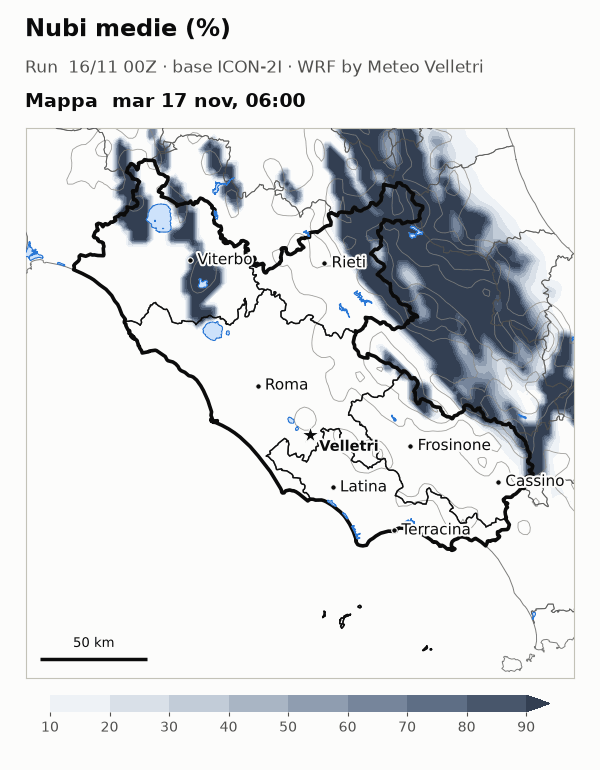 Nubi medie (%)
Run  16/11 00Z · base ICON-2I · WRF by Meteo Velletri
Mappa  mar 17 nov, 06:00
Viterbo
Rieti
Roma
Velletri
Frosinone
Latina
Cassino
Terracina
50 km
10 20 30 40 50 60 70 80 90